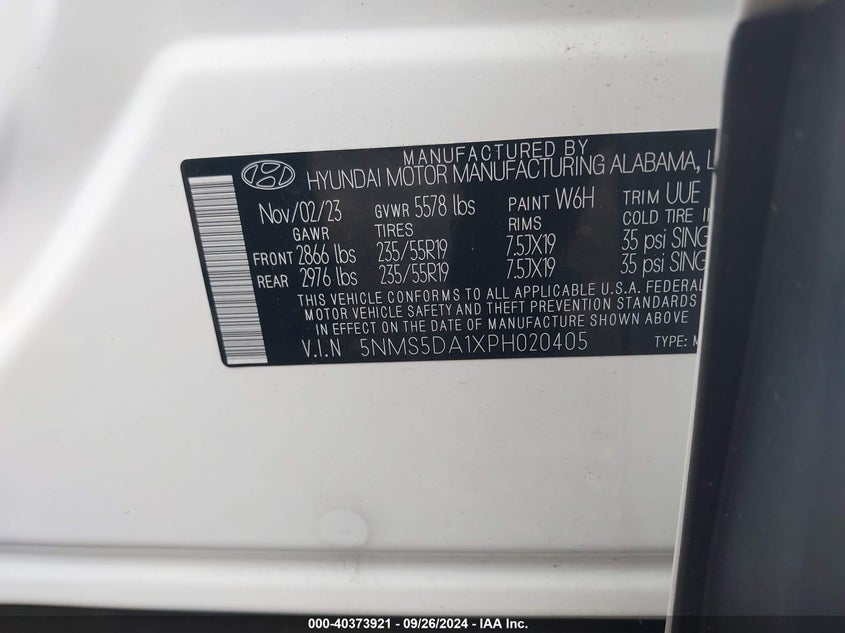 MANUFACTURED BY
HYUNDAI MOTOR MANUFACTURING ALABAMA,
Nov/02/23 GVWR 5578 lbs PAINT W6H TRIM UUE
GAWR TIRES RIMS COLD TIRE
FRONT 2866 lbs 235/55R19 7.5JX19 35 psi SING
REAR 2976 lbs 235/55R19 7.5JX19 35 psi SING
THIS VEHICLE CONFORMS TO ALL APPLICABLE U.S.A. FEDERAL
MOTOR VEHICLE SAFETY AND THEFT PREVENTION STANDARDS
IN EFFECT ON THE DATE OF MANUFACTURE SHOWN ABOVE
V.I.N 5NMS5DA1XPH020405 TYPE:
000-40373921 - 09/26/2024 - IAA Inc.